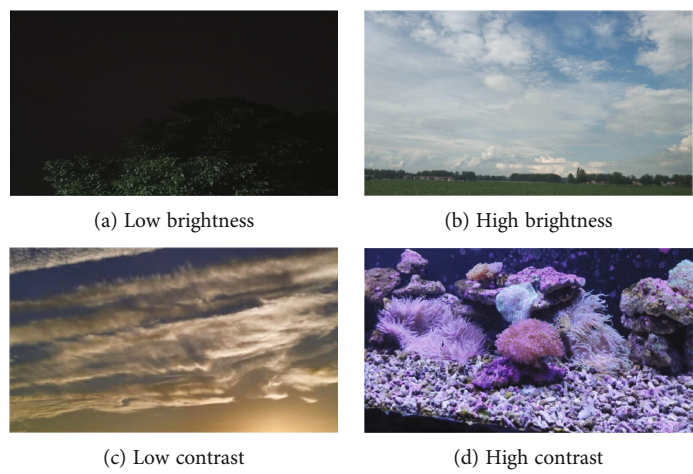 (a) Low brightness
(b) High brightness
(c) Low contrast
(d) High contrast